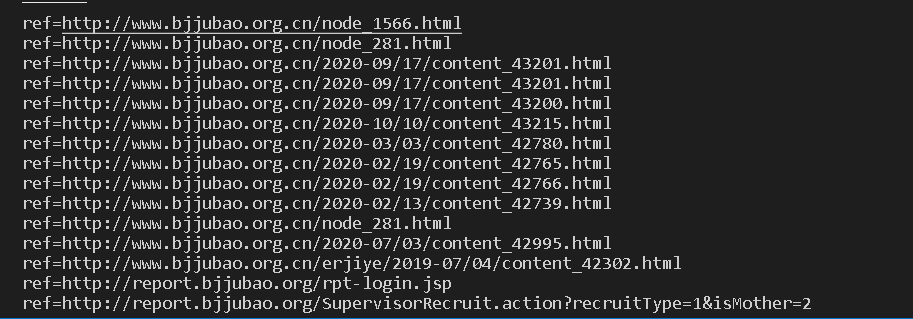 ref=http://www.bjjubao.org.cn/node_1566.html
ref=http://www.bjjubao.org.cn/node_281.html
ref=http://www.bjjubao.org.cn/2020-09/17/content_43201.html
ref=http://www.bjjubao.org.cn/2020-09/17/content_43201.html
ref=http://www.bjjubao.org.cn/2020-09/17/content_43200.html
ref=http://www.bjjubao.org.cn/2020-10/10/content_43215.html
ref=http://www.bjjubao.org.cn/2020-03/03/content_42780.html
ref=http://www.bjjubao.org.cn/2020-02/19/content_42765.html
ref=http://www.bjjubao.org.cn/2020-02/19/content_42766.html
ref=http://www.bjjubao.org.cn/2020-02/13/content_42739.html
ref=http://www.bjjubao.org.cn/node_281.html
ref=http://www.bjjubao.org.cn/2020-07/03/content_42995.html
ref=http://www.bjjubao.org.cn/erjiye/2019-07/04/content_42302.html
ref=http://report.bjjubao.org/rpt-login.jsp
ref=http://report.bjjubao.org/SupervisorRecruit.action?recruitType=1&isMother=2